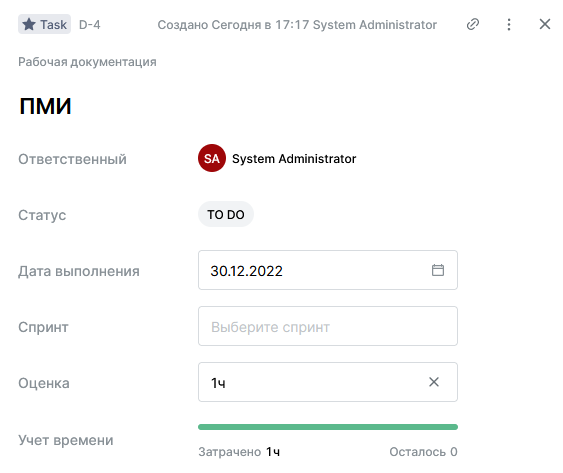 Task D-4 Создано Сегодня в 17:17 System Administrator
Рабочая документация
ПМИ
Ответственный SA System Administrator
Статус TO DO
Дата выполнения 30.12.2022
Спринт Выберите спринт
Оценка 1ч
Учет времени
Затрачено 1ч Осталось 0